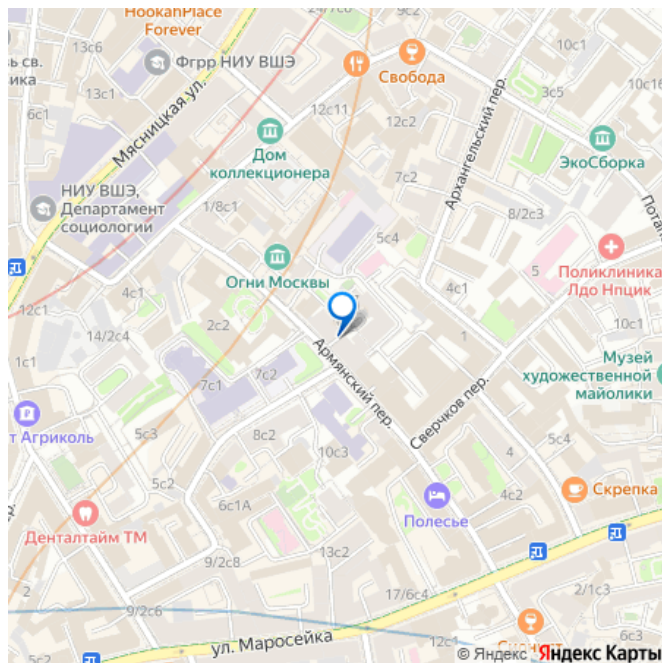 HookahPlace
Forever
24/7с6
9с2
13с6
Фгрр НИУ ВШЭ
Свобода
10с1
13с1
6с1
Мясницкая ул.
12с11
12с2
3с5
Архангельский пер.
Дом
коллекционера
ЭкоСборка
7с2
НИУ ВШЭ,
Департамент
социологии
1/8с1
8/2с3
5с4
Огни Москвы
5
Поликлиника
Лдо Нпцик
4с1
4с1
12с1
2с2
10с1
14/2с4
1
1с1
Армянский пер.
Музей
художественной
майолики
7с2
7с1
Сверчков пер.
5с3
8с2
5с4
10с3
4
5с2
4с2
Скрепка
6с1А
Полесье
Денталтайм ТМ
13с2
9/2с8
2
17/6с4
2/1с3
9/2с6
ул. Маросейка
12с1
5с2
© Яндекс
Яндекс Карты